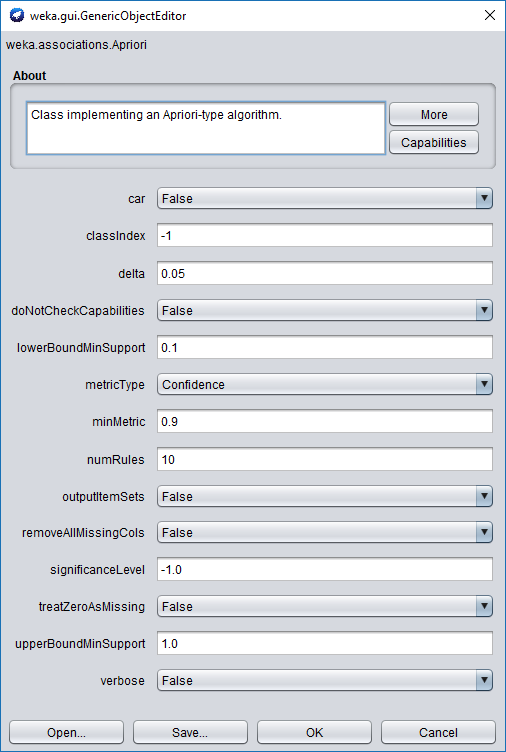 weka.gui.GenericObjectEditor
weka.associations.Apriori
About
Class implementing an Apriori-type algorithm.
More
Capabilities
car False
classIndex -1
delta 0.05
doNotCheckCapabilities False
lowerBoundMinSupport 0.1
metricType Confidence
minMetric 0.9
numRules 10
outputItemSets False
removeAllMissingCols False
significanceLevel -1.0
treatZeroAsMissing False
upperBoundMinSupport 1.0
verbose False
Open... Save... OK Cancel